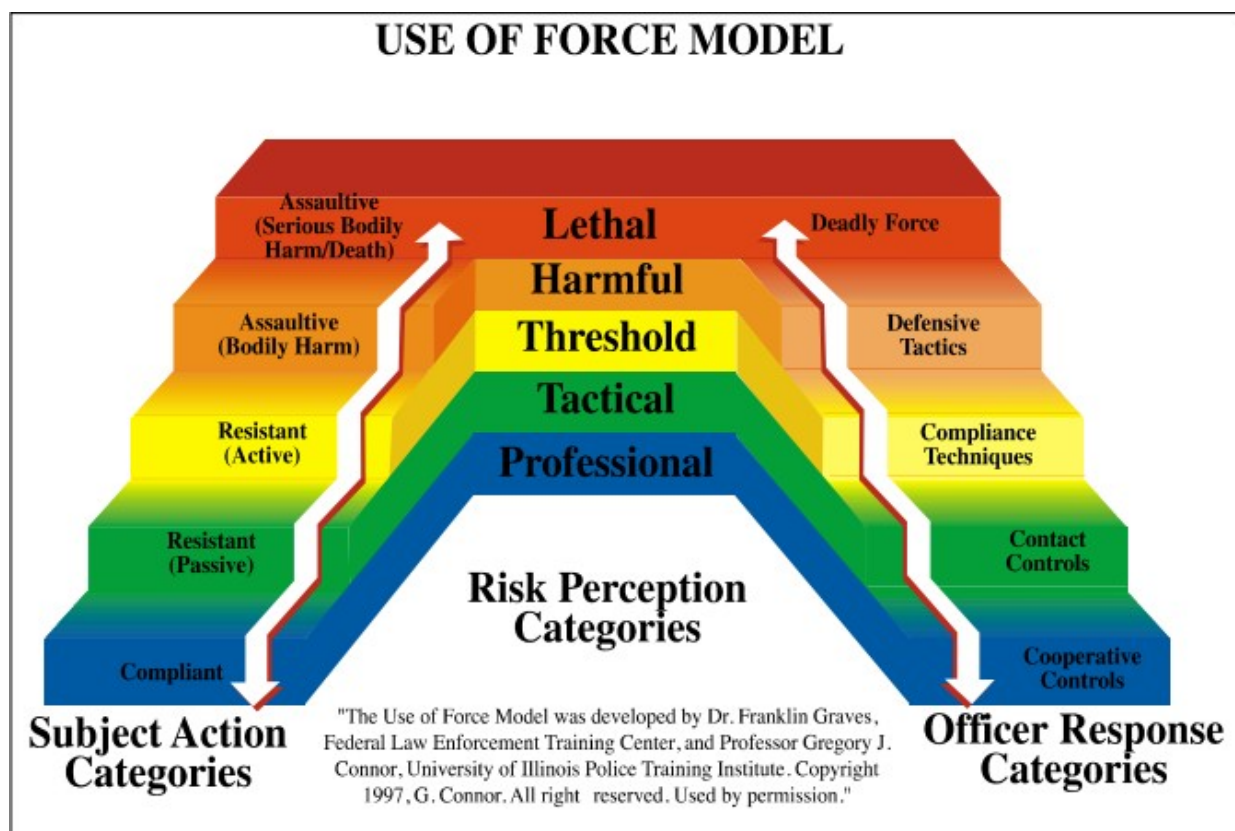 USE OF FORCE MODEL
Assaultive
(Serious Bodily
Harm/Death)
Lethal
Deadly Force
Harmful
Assaultive
(Bodily Harm)
Threshold
Defensive
Tactics
Tactical
Resistant
(Active)
Compliance
Techniques
Professional
Resistant
(Passive)
Contact
Controls
Risk Perception
Categories
Compliant
Cooperative
Controls
Subject Action
Categories
"The Use of Force Model was developed by Dr. Franklin Graves,
Federal Law Enforcement Training Center, and Professor Gregory J.
Connor, University of Illinois Police Training Institute. Copyright
1997, G. Connor. All right reserved. Used by permission."
Officer Response
Categories